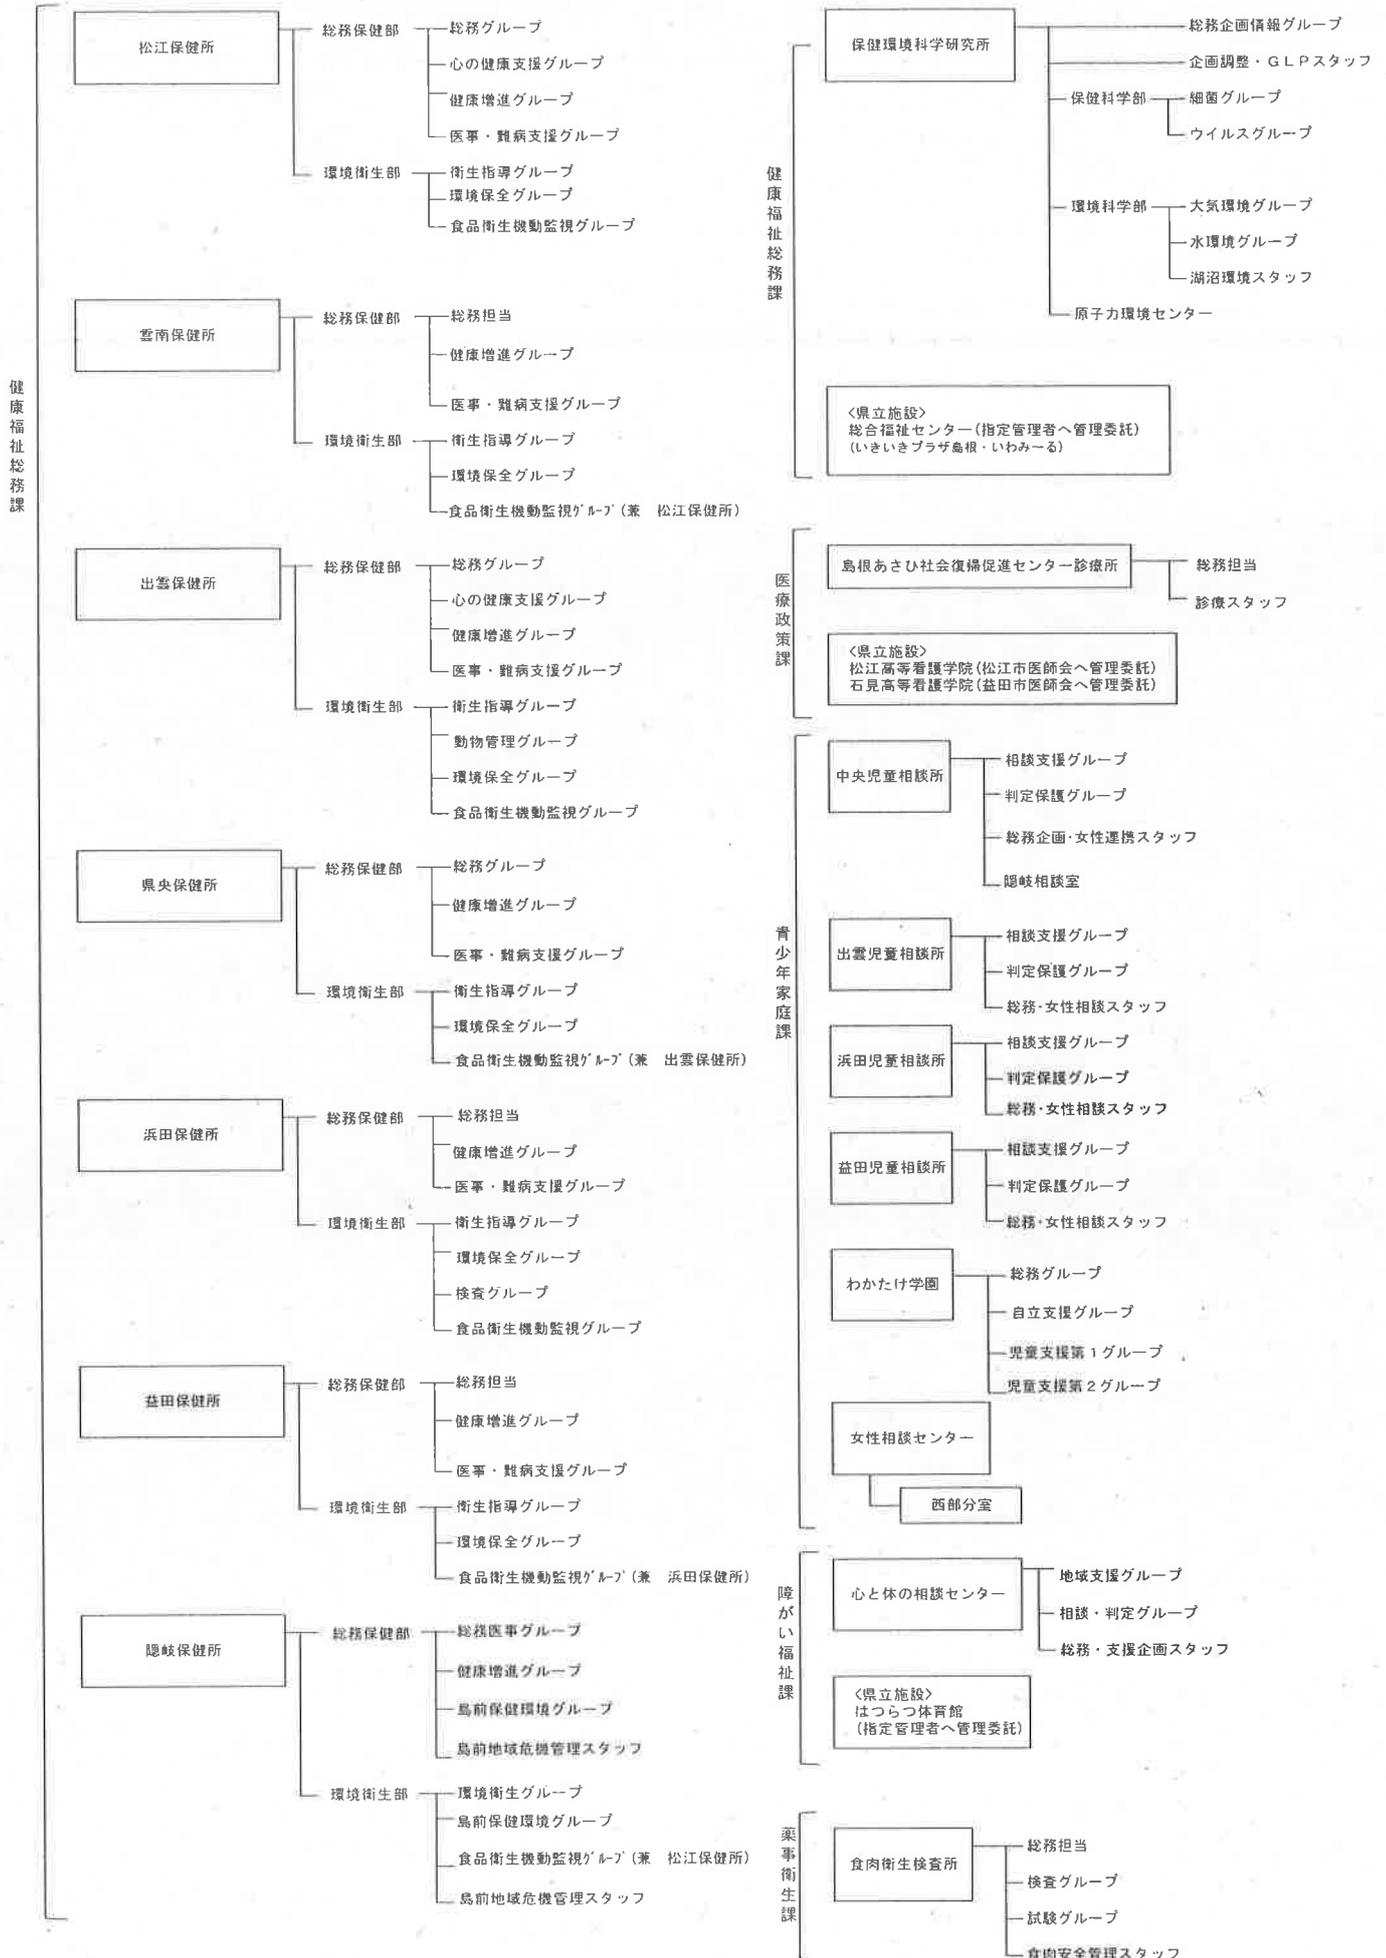 健康福祉総務課
松江保健所
総務保健部
総務グループ
心の健康支援グループ
健康増進グループ
医事・難病支援グループ
環境衛生部
衛生指導グループ
環境保全グループ
食品衛生機動監視グループ
雲南保健所
総務保健部
総務担当
健康増進グループ
医事・難病支援グループ
環境衛生部
衛生指導グループ
環境保全グループ
食品衛生機動監視ｸﾞﾙｰﾌﾟ(兼　松江保健所)
出雲保健所
総務保健部
総務グループ
心の健康支援グループ
健康増進グループ
医事・難病支援グループ
環境衛生部
衛生指導グループ
動物管理グループ
環境保全グループ
食品衛生機動監視グループ
県央保健所
総務保健部
総務グループ
健康増進グループ
医事・難病支援グループ
環境衛生部
衛生指導グループ
環境保全グループ
食品衛生機動監視ｸﾞﾙｰﾌﾟ(兼　出雲保健所)
浜田保健所
総務保健部
総務担当
健康増進グループ
医事・難病支援グループ
環境衛生部
衛生指導グループ
環境保全グループ
検査グループ
食品衛生機動監視グループ
益田保健所
総務保健部
総務担当
健康増進グループ
医事・難病支援グループ
環境衛生部
衛生指導グループ
環境保全グループ
食品衛生機動監視ｸﾞﾙｰﾌﾟ(兼　浜田保健所)
隠岐保健所
総務保健部
総務医事グループ
健康増進グループ
島前保健環境グループ
島前地域危機管理スタッフ
環境衛生部
環境衛生グループ
島前保健環境グループ
食品衛生機動監視ｸﾞﾙｰﾌﾟ(兼　松江保健所)
島前地域危機管理スタッフ
健康福祉総務課
保健環境科学研究所
総務企画情報グループ
企画調整・ＧＬＰスタッフ
保健科学部
細菌グループ
ウイルスグループ
環境科学部
大気環境グループ
水環境グループ
湖沼環境スタッフ
原子力環境センター
〈県立施設〉
総合福祉センター(指定管理者へ管理委託)
(いきいきプラザ島根・いわみーる)
医療政策課
島根あさひ社会復帰促進センター診療所
総務担当
診療スタッフ
〈県立施設〉
松江高等看護学院(松江市医師会へ管理委託)
石見高等看護学院(益田市医師会へ管理委託)
青少年家庭課
中央児童相談所
相談支援グループ
判定保護グループ
総務企画・女性連携スタッフ
隠岐相談室
出雲児童相談所
相談支援グループ
判定保護グループ
総務・女性相談スタッフ
浜田児童相談所
相談支援グループ
判定保護グループ
総務・女性相談スタッフ
益田児童相談所
相談支援グループ
判定保護グループ
総務・女性相談スタッフ
わかたけ学園
総務グループ
自立支援グループ
児童支援第１グループ
児童支援第２グループ
女性相談センター
西部分室
障がい福祉課
心と体の相談センター
地域支援グループ
相談・判定グループ
総務・支援企画スタッフ
〈県立施設〉
はつらつ体育館
(指定管理者へ管理委託)
薬事衛生課
食肉衛生検査所
総務担当
検査グループ
試験グループ
食肉安全管理スタッフ